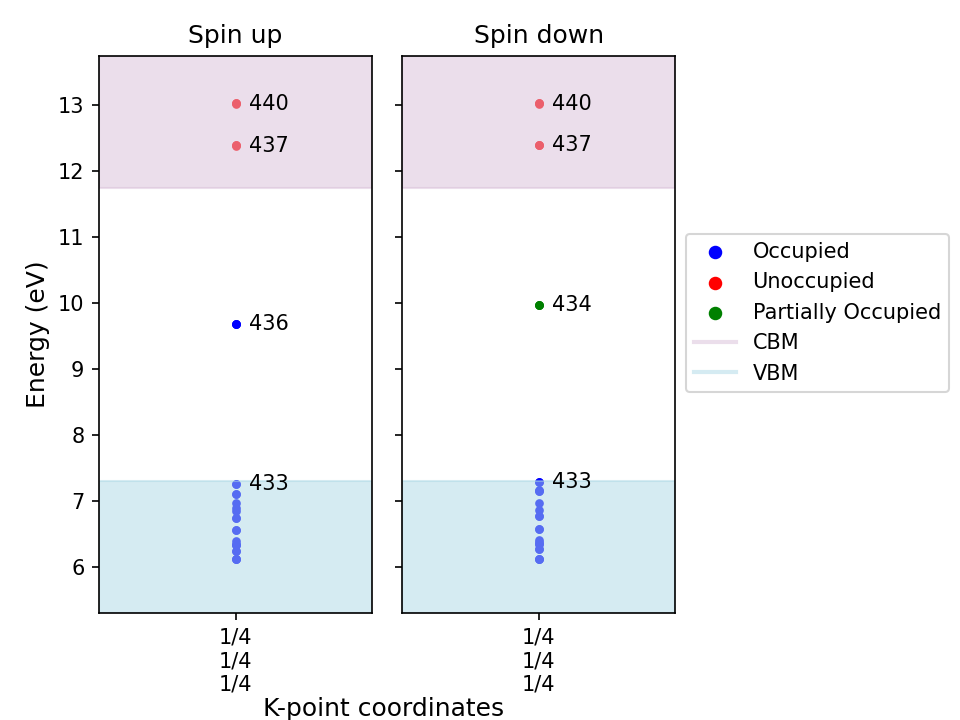 Spin up
Spin down
Energy (eV)
13
12
11
10
9
8
7
6
440
437
436
433
440
437
434
433
1/4
1/4
1/4
1/4
1/4
1/4
K-point coordinates
Occupied
Unoccupied
Partially Occupied
CBM
VBM